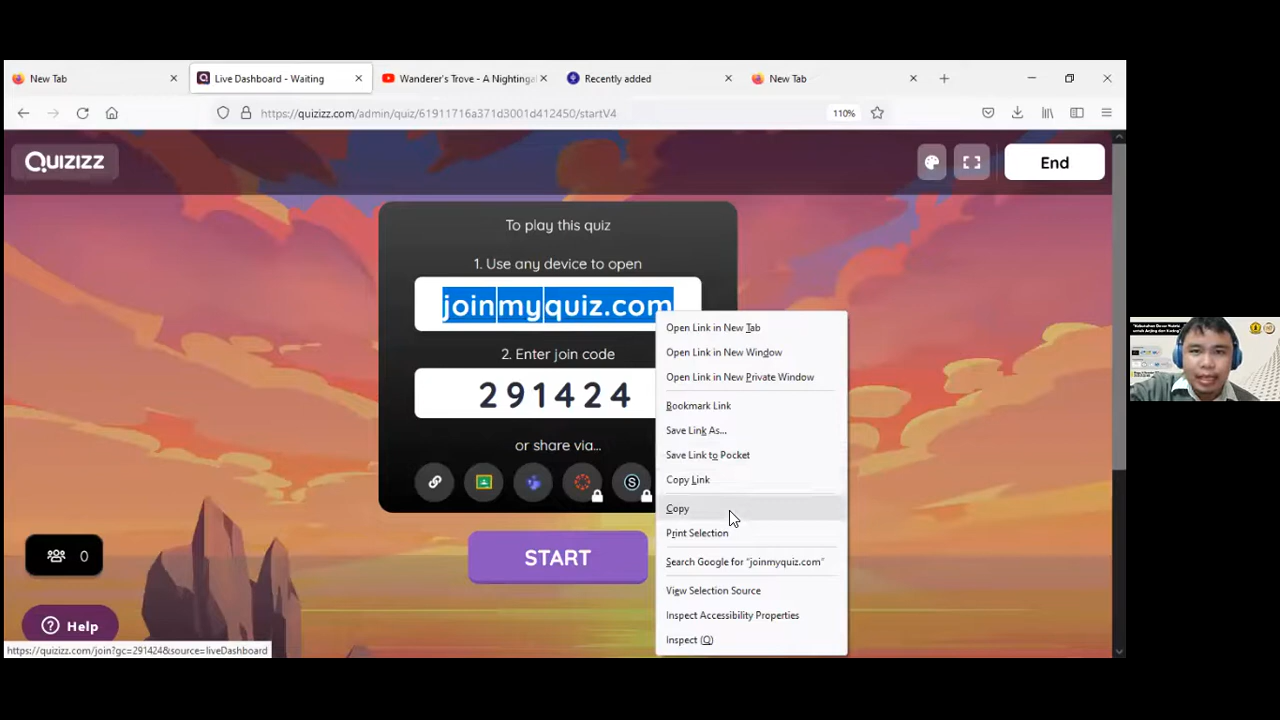 New Tab
Live Dashboard - Waiting
Wanderer's Trove - A Nightinga
Recently added
New Tab
https://quizizz.com/admin/quiz/61911716a371d3001d412450/startV4
110%
Quizizz
End
To play this quiz
1. Use any device to open
joinmyquiz.com
2. Enter join code
291424
or share via...
START
0
Help
https://quizizz.com/join?gc=291424&source=liveDashboard
Open Link in New Tab
Open Link in New Window
Open Link in New Private Window
Bookmark Link
Save Link As...
Save Link to Pocket
Copy Link
Copy
Print Selection
Search Google for "joinmyquiz.com"
View Selection Source
Inspect Accessibility Properties
Inspect (Q)